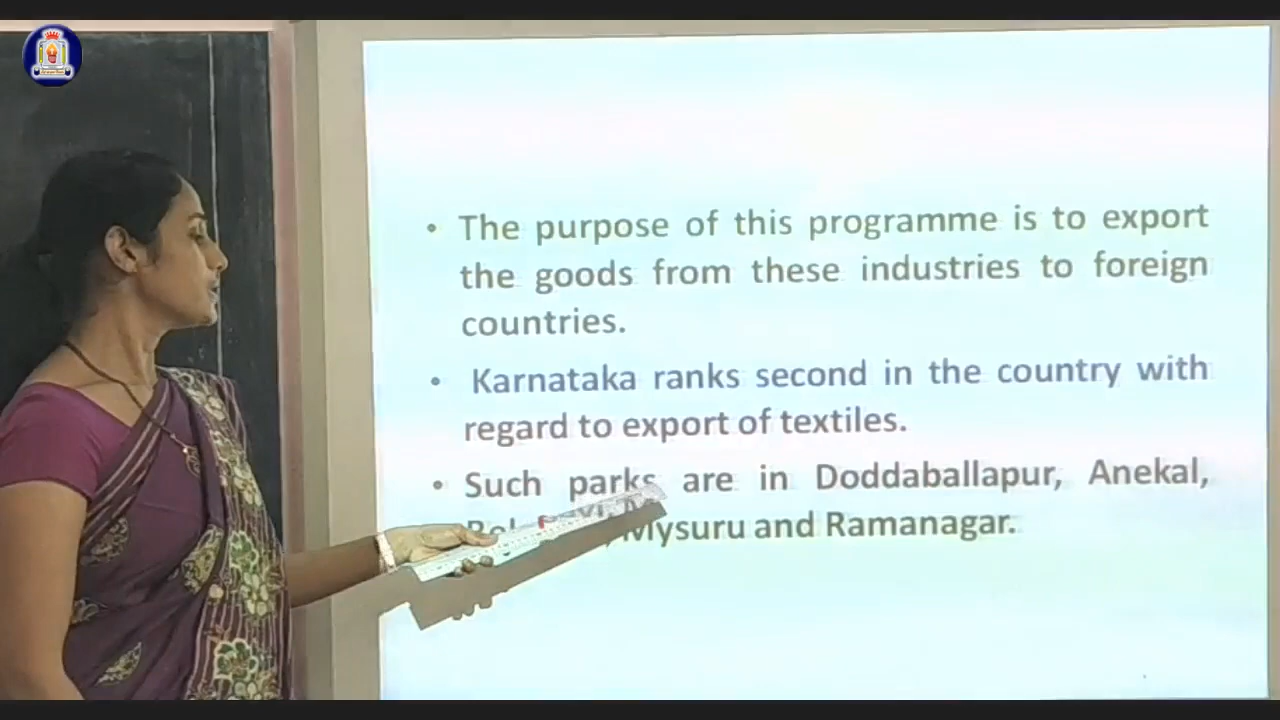 • The purpose of this programme is to export
the goods from these industries to foreign
countries.
• Karnataka ranks second in the country with
regard to export of textiles.
• Such parks are in Doddaballapur, Anekal,
Mysuru and Ramanagar.